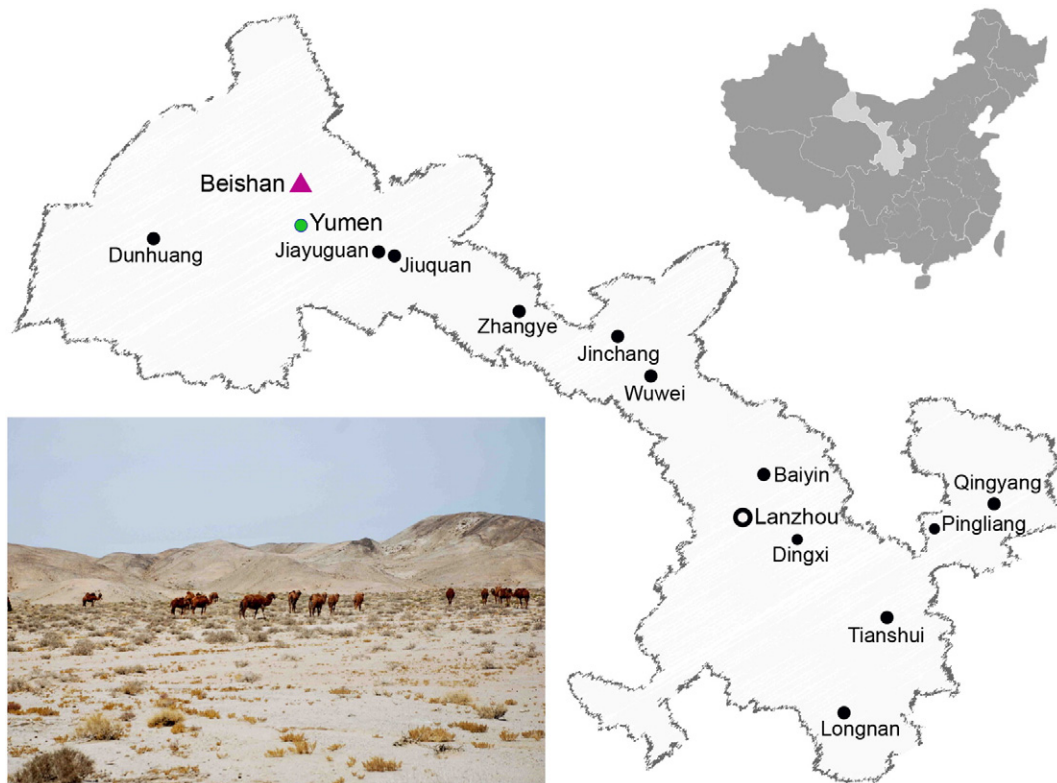 Beishan
Yumen
Dunhuang
Jiayuguan
Jiuquan
Zhangye
Jinchang
Wuwei
Baiyin
Qingyang
Lanzhou
Pingliang
Dingxi
Tianshui
Longnan